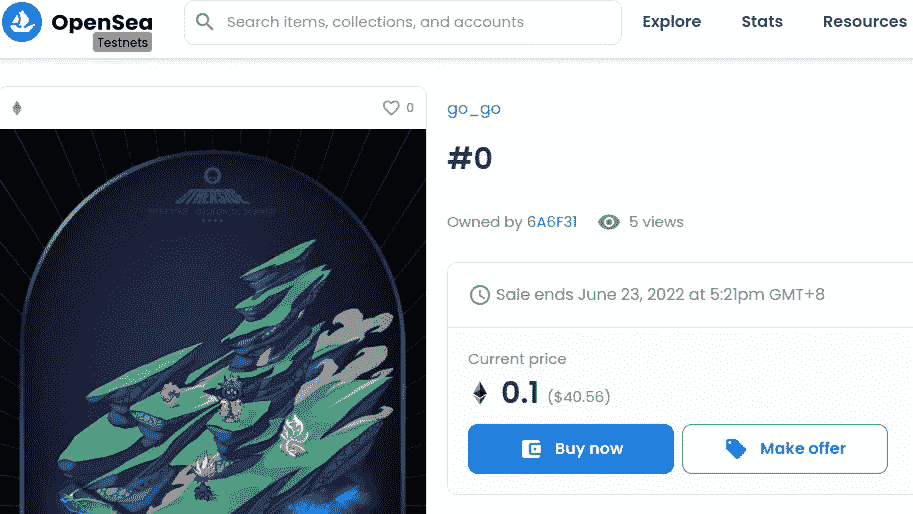 OpenSea
Testnets
Search items, collections, and accounts
Explore
Stats
Resources
0
go_go
#0
Owned by 6A6F31
5 views
Sale ends June 23, 2022 at 5:21pm GMT+8
Current price
0.1 ($40.56)
Buy now
Make offer
OTHERSIDE